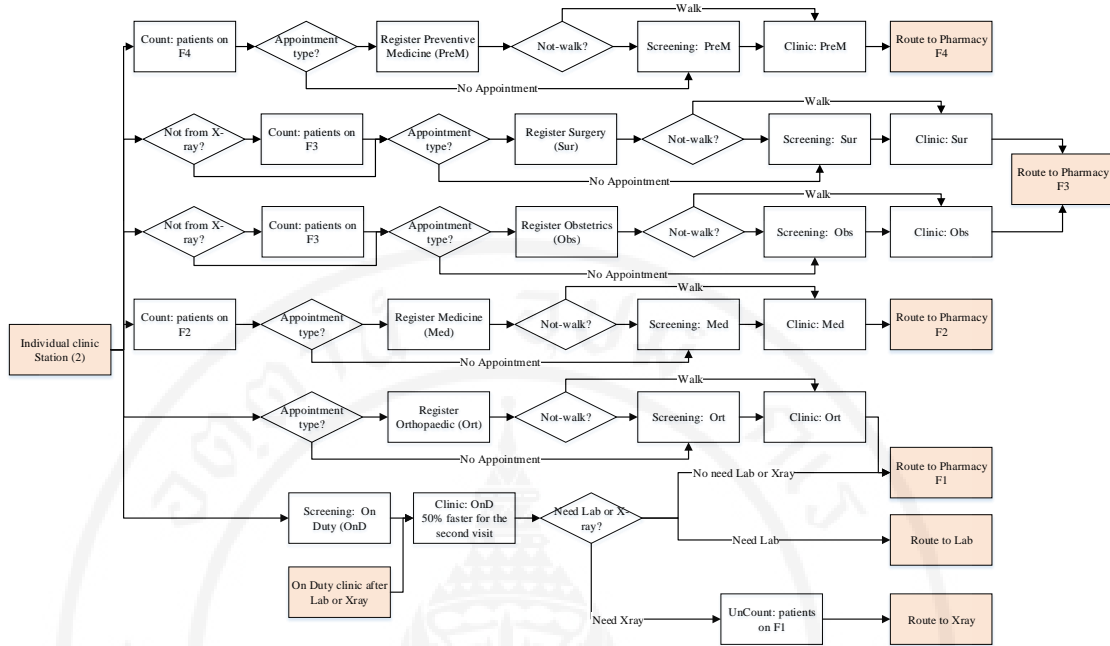 Walk
Count: patients on
F4
Appointment
type?
Register Preventive
Medicine (PreM)
Not-walk?
Screening: PreM
Clinic: PreM
Route to Pharmacy
F4
No Appointment
Walk
Not from X-
ray?
Count: patients on
F3
Appointment
type?
Register Surgery
(Sur)
Not-walk?
Screening: Sur
Clinic: Sur
No Appointment
Route to Pharmacy
F3
Walk
Not from X-
ray?
Count: patients on
F3
Appointment
type?
Register Obstetrics
(Obs)
Not-walk?
Screening: Obs
Clinic: Obs
No Appointment
Walk
Individual clinic
Station (2)
Count: patients on
F2
Appointment
type?
Register Medicine
(Med)
Not-walk?
Screening: Med
Clinic: Med
Route to Pharmacy
F2
No Appointment
Walk
Appointment
type?
Register
Orthopaedic (Ort)
Not-walk?
Screening: Ort
Clinic: Ort
No Appointment
No need Lab or Xray
Route to Pharmacy
F1
Screening: On
Duty (OnD
Clinic: OnD
50% faster for the
second visit
Need Lab or X-
ray?
Need Lab
Route to Lab
On Duty clinic after
Lab or Xray
Need Xray
UnCount: patients
on F1
Route to Xray